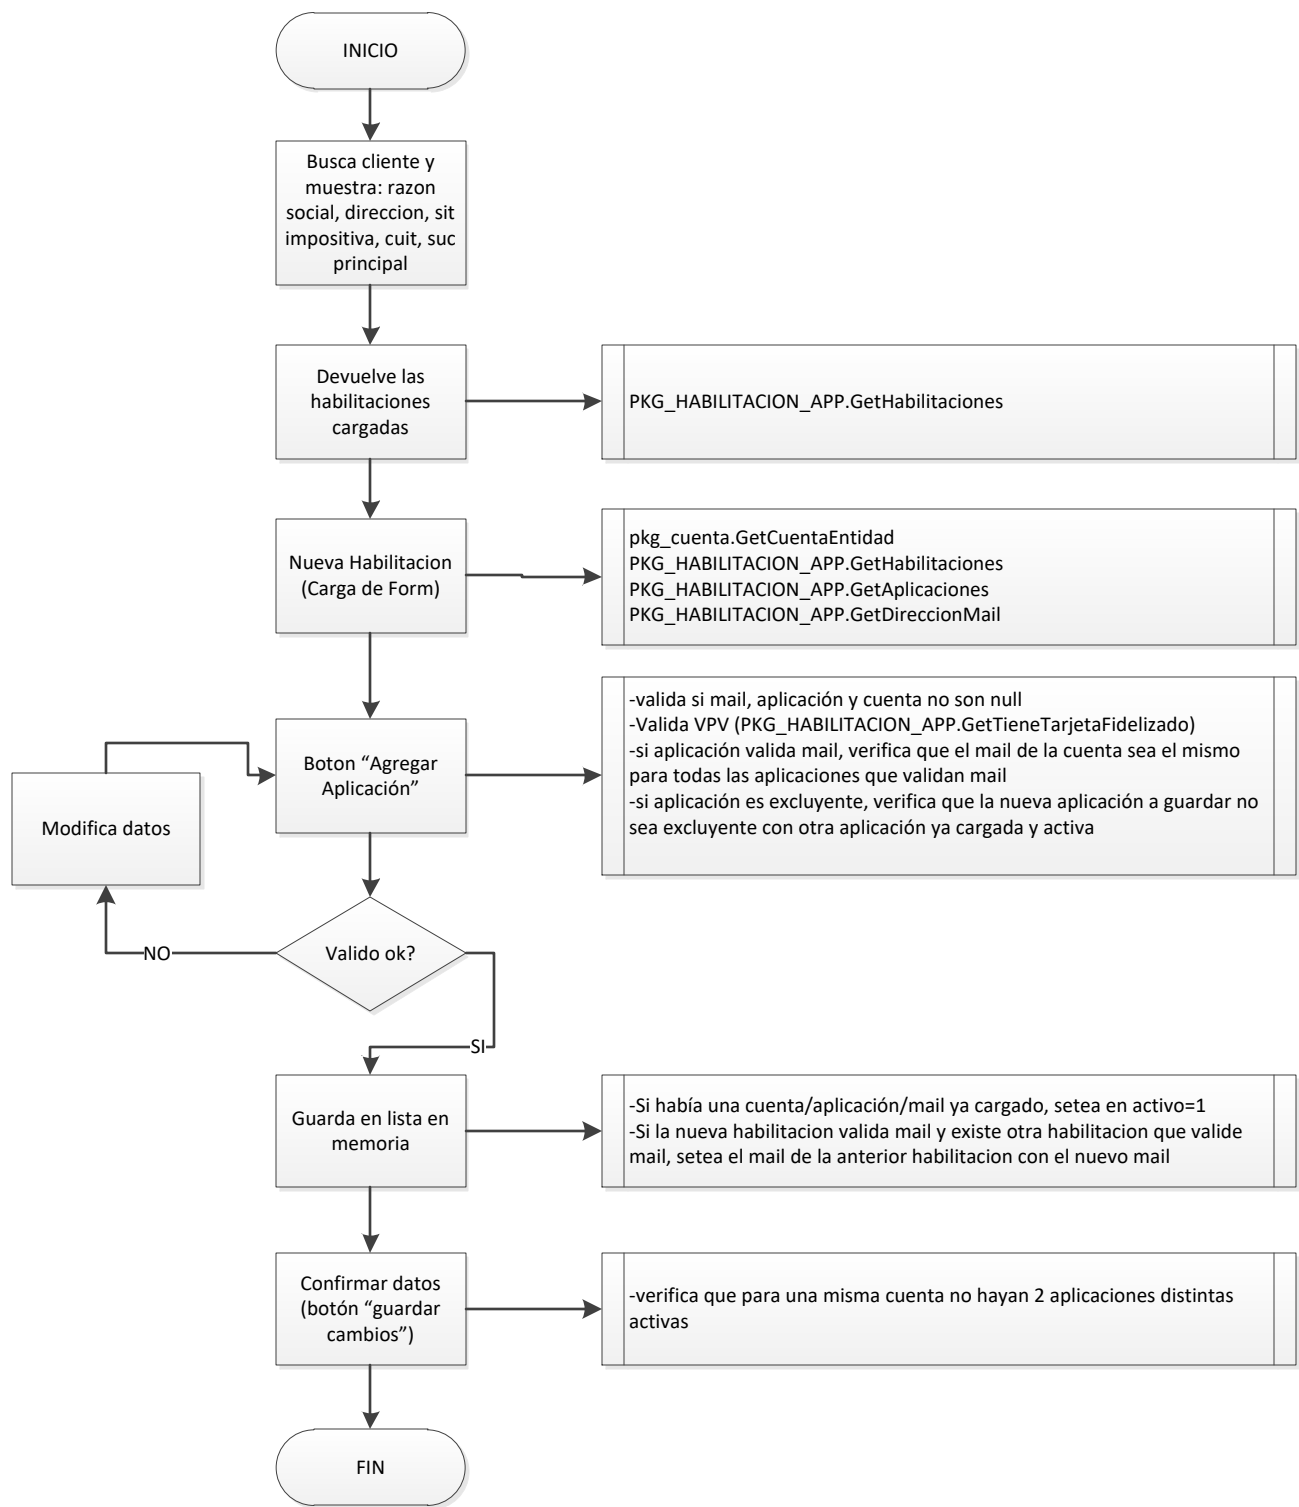 INICIO
Busca cliente y
muestra: razon
social, direccion, sit
impositiva, cuit, suc
principal
Devuelve las
habilitaciones
cargadas
PKG_HABILITACION_APP.GetHabilitaciones
Nueva Habilitacion
(Carga de Form)
pkg_cuenta.GetCuentaEntidad
PKG_HABILITACION_APP.GetHabilitaciones
PKG_HABILITACION_APP.GetAplicaciones
PKG_HABILITACION_APP.GetDireccionMail
Boton “Agregar
Aplicación”
-valida si mail, aplicación y cuenta no son null
-Valida VPV (PKG_HABILITACION_APP.GetTieneTarjetaFidelizado)
-si aplicación valida mail, verifica que el mail de la cuenta sea el mismo
para todas las aplicaciones que validan mail
-si aplicación es excluyente, verifica que la nueva aplicación a guardar no
sea excluyente con otra aplicación ya cargada y activa
Modifica datos
Valido ok?
NO
SI
Guarda en lista en
memoria
-Si había una cuenta/aplicación/mail ya cargado, setea en activo=1
-Si la nueva habilitacion valida mail y existe otra habilitacion que valide
mail, setea el mail de la anterior habilitacion con el nuevo mail
Confirmar datos
(botón “guardar
cambios”)
-verifica que para una misma cuenta no hayan 2 aplicaciones distintas
activas
FIN